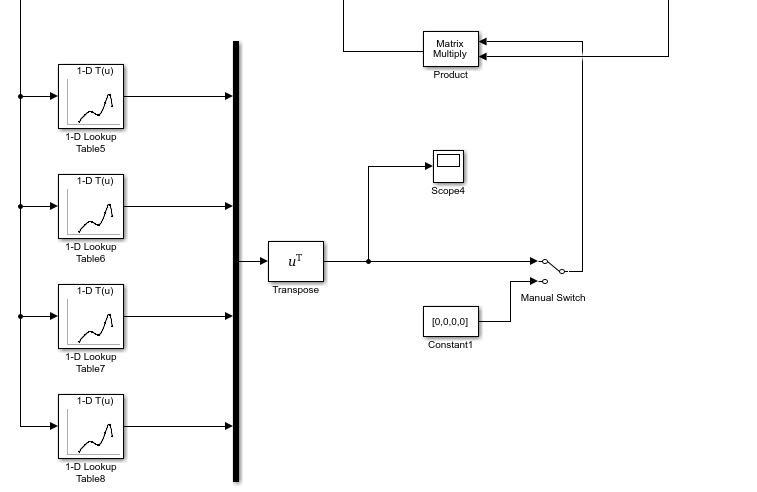 Matrix
Multiply
Product
1-D T(u)
1-D Lookup
Table5
Scope4
1-D T(u)
1-D Lookup
Table6
uT
Transpose
Manual Switch
1-D T(u)
1-D Lookup
Table7
[0,0,0,0]
Constant1
1-D T(u)
1-D Lookup
Table8